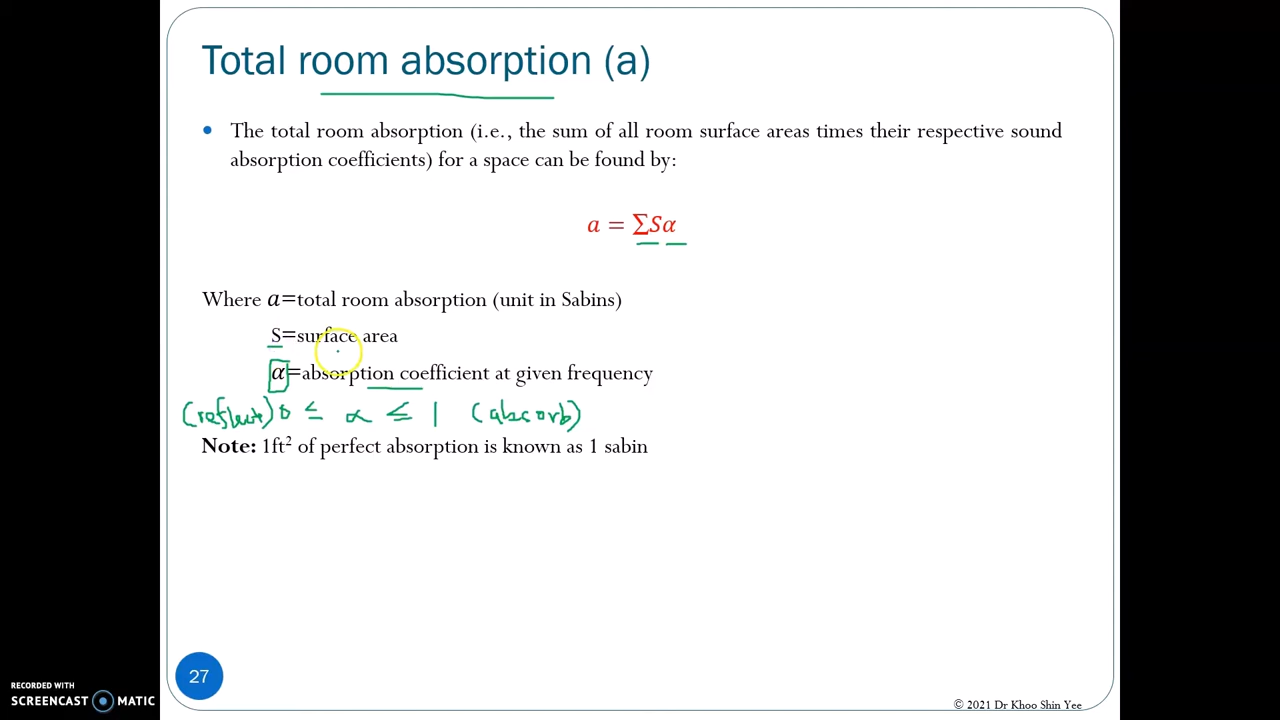 Total room absorption (a)
• The total room absorption (i.e., the sum of all room surface areas times their respective sound
absorption coefficients) for a space can be found by:
a = ∑Sα
Where a=total room absorption (unit in Sabins)
S=surface area
α=absorption coefficient at given frequency
(reflect) 0 ≤ α ≤ 1 (absorb)
Note: 1ft² of perfect absorption is known as 1 sabin
27
RECORDED WITH
SCREENCAST MATIC
© 2021 Dr Khoo Shin Yee